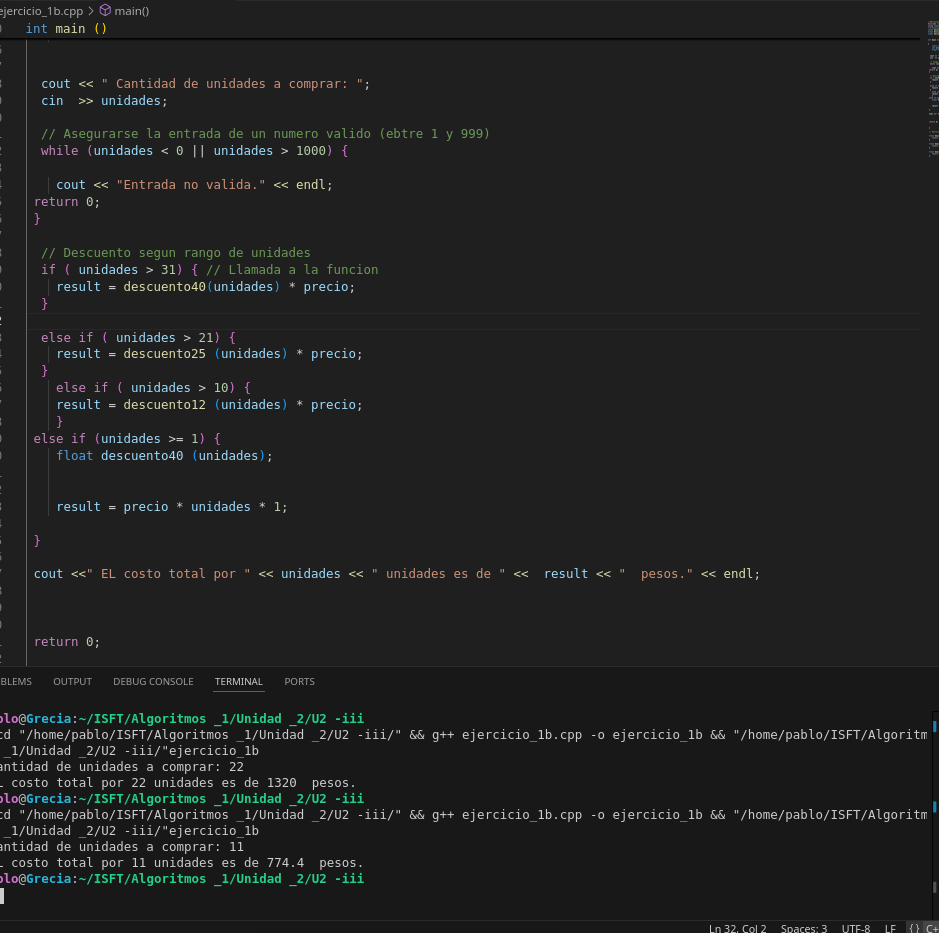 ejercicio_1b.cpp > main()
int main ()
cout << " Cantidad de unidades a comprar: ";
cin  >> unidades;
// Asegurarse la entrada de un numero valido (ebtre 1 y 999)
while (unidades < 0 || unidades > 1000) {
cout << "Entrada no valida." << endl;
return 0;
}
// Descuento segun rango de unidades
if ( unidades > 31) { // Llamada a la funcion
result = descuento40(unidades) * precio;
}
else if ( unidades > 21) {
result = descuento25 (unidades) * precio;
}
else if ( unidades > 10) {
result = descuento12 (unidades) * precio;
}
else if (unidades >= 1) {
float descuento40 (unidades);
result = precio * unidades * 1;
}
cout <<" EL costo total por " << unidades << " unidades es de " <<  result << "  pesos." << endl;
return 0;
BLEMS OUTPUT DEBUG CONSOLE TERMINAL PORTS
blo@Grecia:~/ISFT/Algoritmos _1/Unidad _2/U2 -iii
cd "/home/pablo/ISFT/Algoritmos _1/Unidad _2/U2 -iii/" && g++ ejercicio_1b.cpp -o ejercicio_1b && "/home/pablo/ISFT/Algoritm
_1/Unidad _2/U2 -iii/"ejercicio_1b
antidad de unidades a comprar: 22
L costo total por 22 unidades es de 1320  pesos.
blo@Grecia:~/ISFT/Algoritmos _1/Unidad _2/U2 -iii
cd "/home/pablo/ISFT/Algoritmos _1/Unidad _2/U2 -iii/" && g++ ejercicio_1b.cpp -o ejercicio_1b && "/home/pablo/ISFT/Algoritm
_1/Unidad _2/U2 -iii/"ejercicio_1b
antidad de unidades a comprar: 11
L costo total por 11 unidades es de 774.4  pesos.
blo@Grecia:~/ISFT/Algoritmos _1/Unidad _2/U2 -iii
Ln 32, Col 2 Spaces: 3 UTF-8 LF {} C+